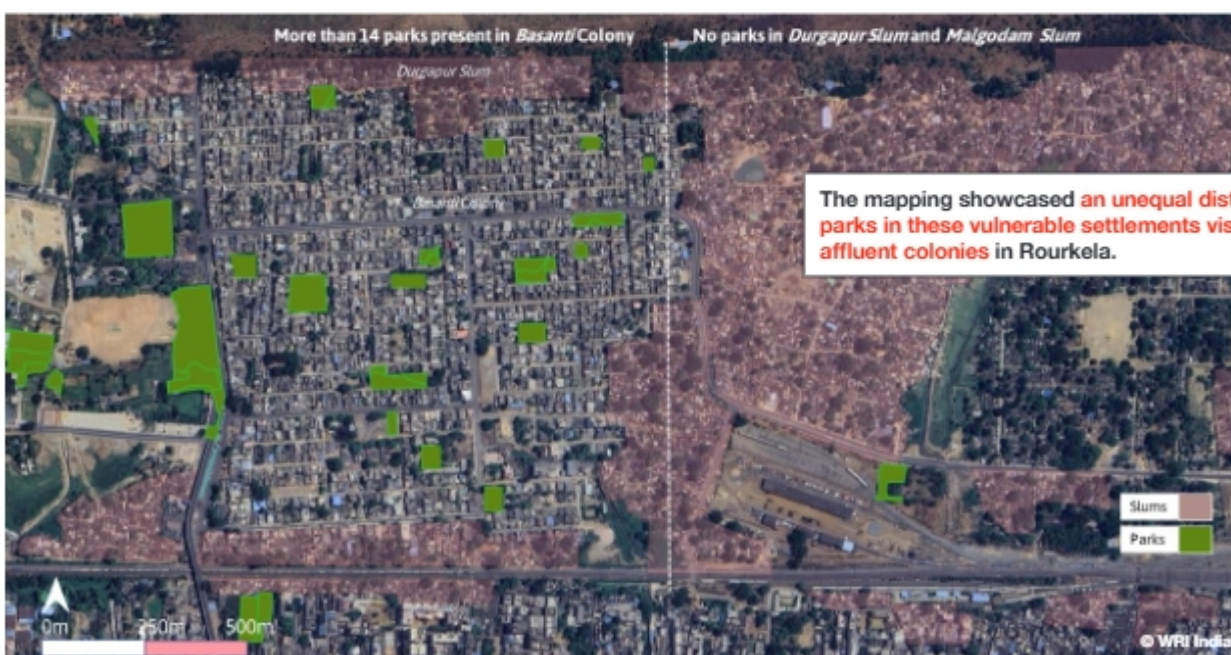 More than 14 parks present in Basanti Colony
No parks in Durgapur Slum and Malgodam Slum
Durgapur Slum
Basanti Colony
The mapping showcased an unequal dist
parks in these vulnerable settlements vis
affluent colonies in Rourkela.
Slums
Parks
0m 250m 500m
© WRI India